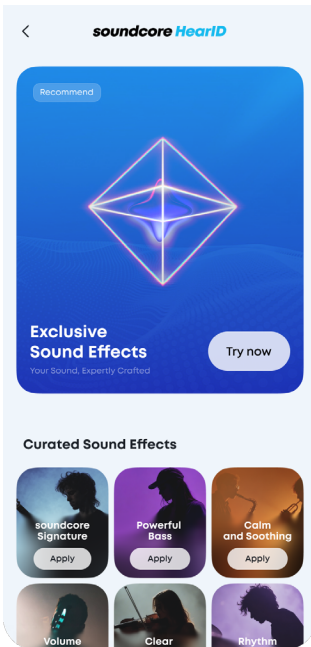 soundcore HearID
Recommend
Exclusive
Sound Effects
Your Sound, Expertly Crafted
Try now
Curated Sound Effects
soundcore
Signature
Apply
Powerful
Bass
Apply
Calm
and Soothing
Apply
Volume
Clear
Rhythm